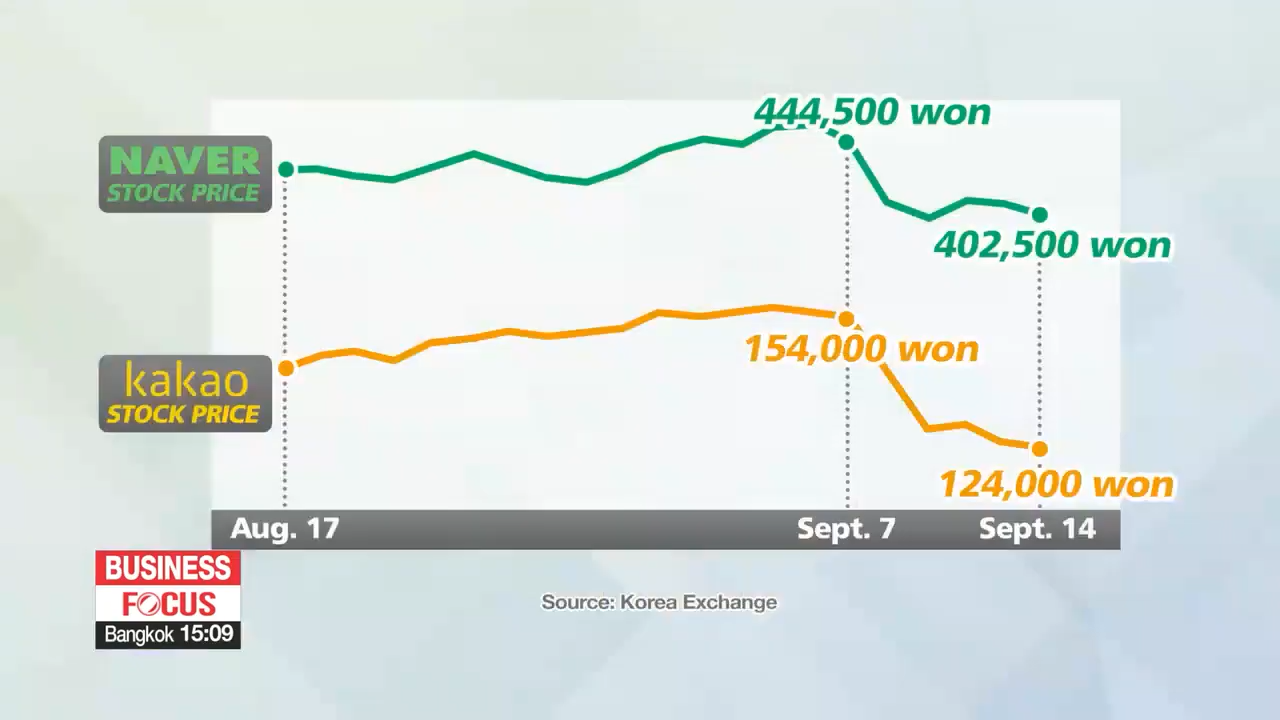 444,500 won
NAVER
STOCK PRICE
402,500 won
154,000 won
kakao
STOCK PRICE
124,000 won
Aug. 17 Sept. 7 Sept. 14
BUSINESS
FOCUS
Bangkok 15:09
Source: Korea Exchange